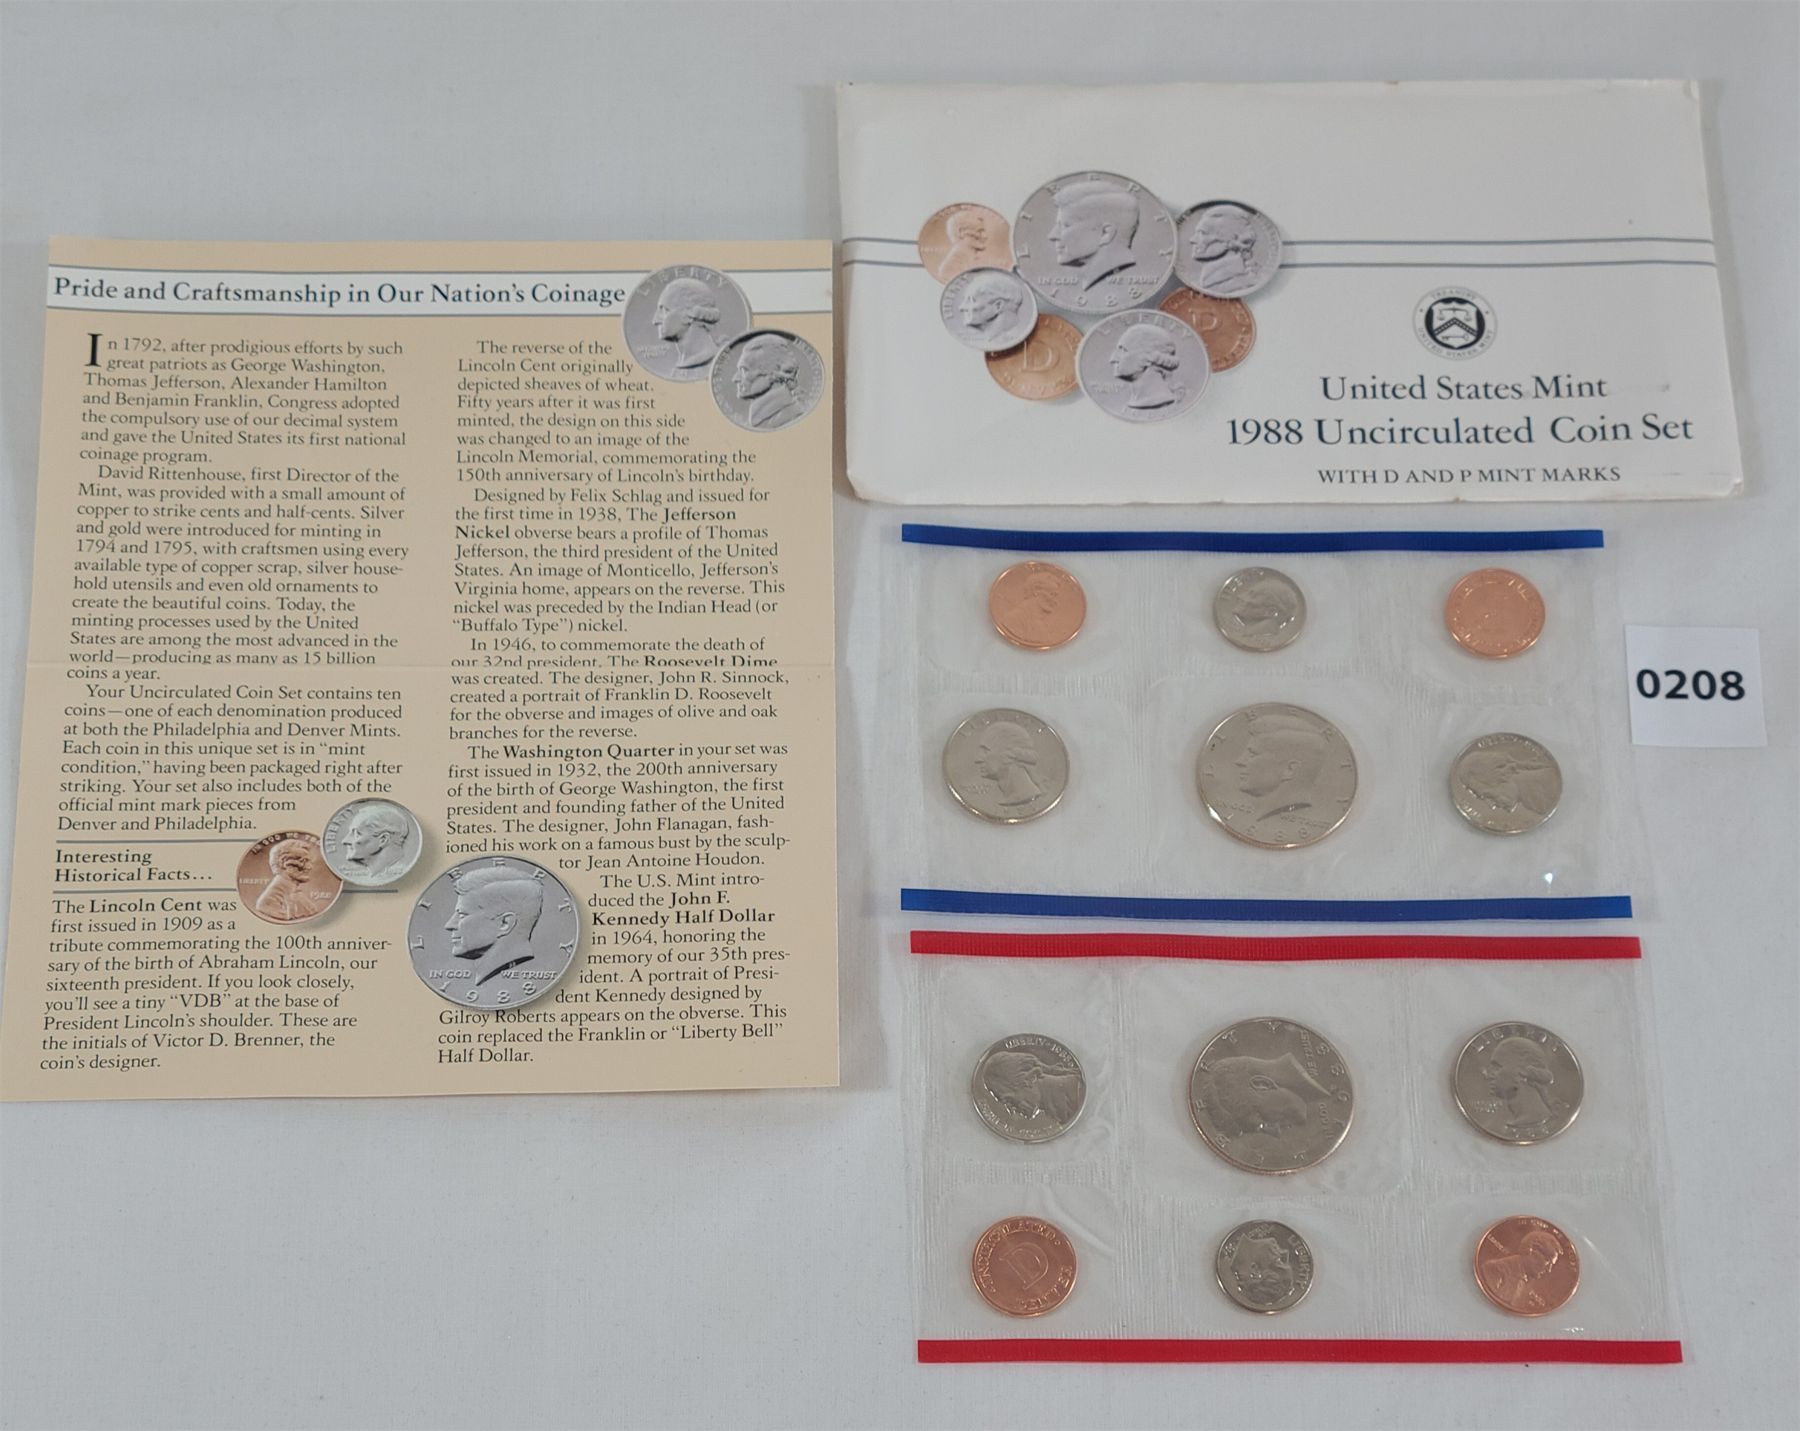 Pride and Craftsmanship in Our Nation's Coinage
In 1792, after prodigious efforts by such
great patriots as George Washington,
Thomas Jefferson, Alexander Hamilton
and Benjamin Franklin, Congress adopted
the compulsory use of our decimal system
and gave the United States its first national
coinage program.
David Rittenhouse, first Director of the
Mint, was provided with a small amount of
copper to strike cents and half-cents. Silver
and gold were introduced for minting in
1794 and 1795, with craftsmen using every
available type of copper scrap, silver house-
hold utensils and even old ornaments to
create the beautiful coins. Today, the
minting processes used by the United
States are among the most advanced in the
world—producing as many as 15 billion
coins a year.
Your Uncirculated Coin Set contains ten
coins—one of each denomination produced
at both the Philadelphia and Denver Mints.
Each coin in this unique set is in "mint
condition," having been packaged right after
striking. Your set also includes both of the
official mint mark pieces from
Denver and Philadelphia.
Interesting
Historical Facts...
The Lincoln Cent was
first issued in 1909 as a
tribute commemorating the 100th anniver-
sary of the birth of Abraham Lincoln, our
sixteenth president. If you look closely,
you'll see a tiny "VDB" at the base of
President Lincoln's shoulder. These are
the initials of Victor D. Brenner, the
coin's designer.
The reverse of the
Lincoln Cent originally
depicted sheaves of wheat.
Fifty years after it was first
minted, the design on this side
was changed to an image of the
Lincoln Memorial, commemorating the
150th anniversary of Lincoln's birthday.
Designed by Felix Schlag and issued for
the first time in 1938, The Jefferson
Nickel obverse bears a profile of Thomas
Jefferson, the third president of the United
States. An image of Monticello, Jefferson's
Virginia home, appears on the reverse. This
nickel was preceded by the Indian Head (or
"Buffalo Type") nickel.
In 1946, to commemorate the death of
our 32nd president, The Roosevelt Dime
was created. The designer, John R. Sinnock,
created a portrait of Franklin D. Roosevelt
for the obverse and images of olive and oak
branches for the reverse.
The Washington Quarter in your set was
first issued in 1932, the 200th anniversary
of the birth of George Washington, the first
president and founding father of the United
States. The designer, John Flanagan, fash-
ioned his work on a famous bust by the sculp-
tor Jean Antoine Houdon.
The U.S. Mint intro-
duced the John F.
Kennedy Half Dollar
in 1964, honoring the
memory of our 35th pres-
ident. A portrait of Presi-
dent Kennedy designed by
Gilroy Roberts appears on the obverse. This
coin replaced the Franklin or "Liberty Bell"
Half Dollar.
LIBERTY
IN GOD WE TRUST
1988
LIBERTY
IN GOD WE TRUST
1988
United States Mint
1988 Uncirculated Coin Set
WITH D AND P MINT MARKS
0208
LIBERTY
IN GOD WE TRUST
1988
LIBERTY
UNCIRCULATED
D
DENVER
LIBERTY